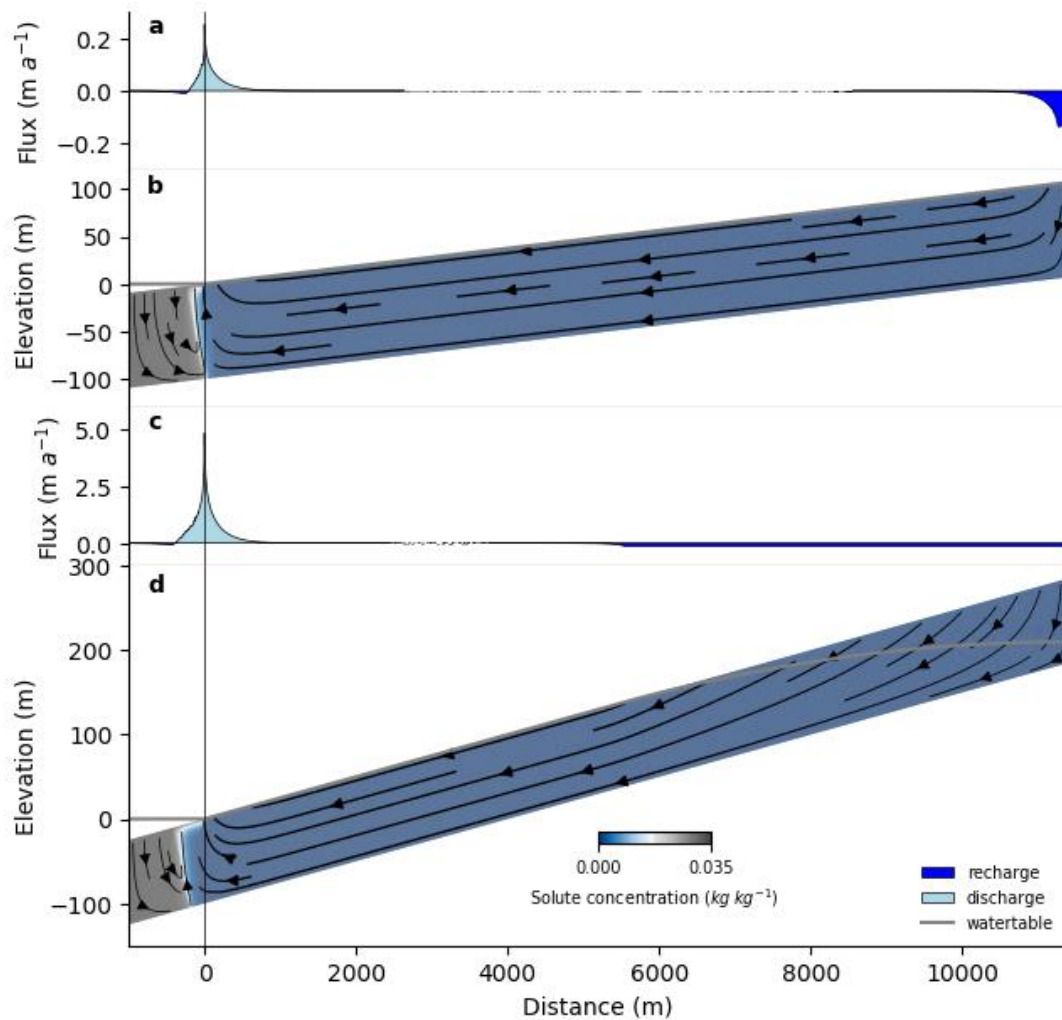 a
Flux (m a⁻¹)
0.2
0.0
−0.2
b
Elevation (m)
100
50
0
−50
−100
c
Flux (m a⁻¹)
5.0
2.5
0.0
d
Elevation (m)
300
200
100
0
−100
0.000 0.035
Solute concentration (kg kg⁻¹)
recharge
discharge
watertable
0 2000 4000 6000 8000 10000
Distance (m)